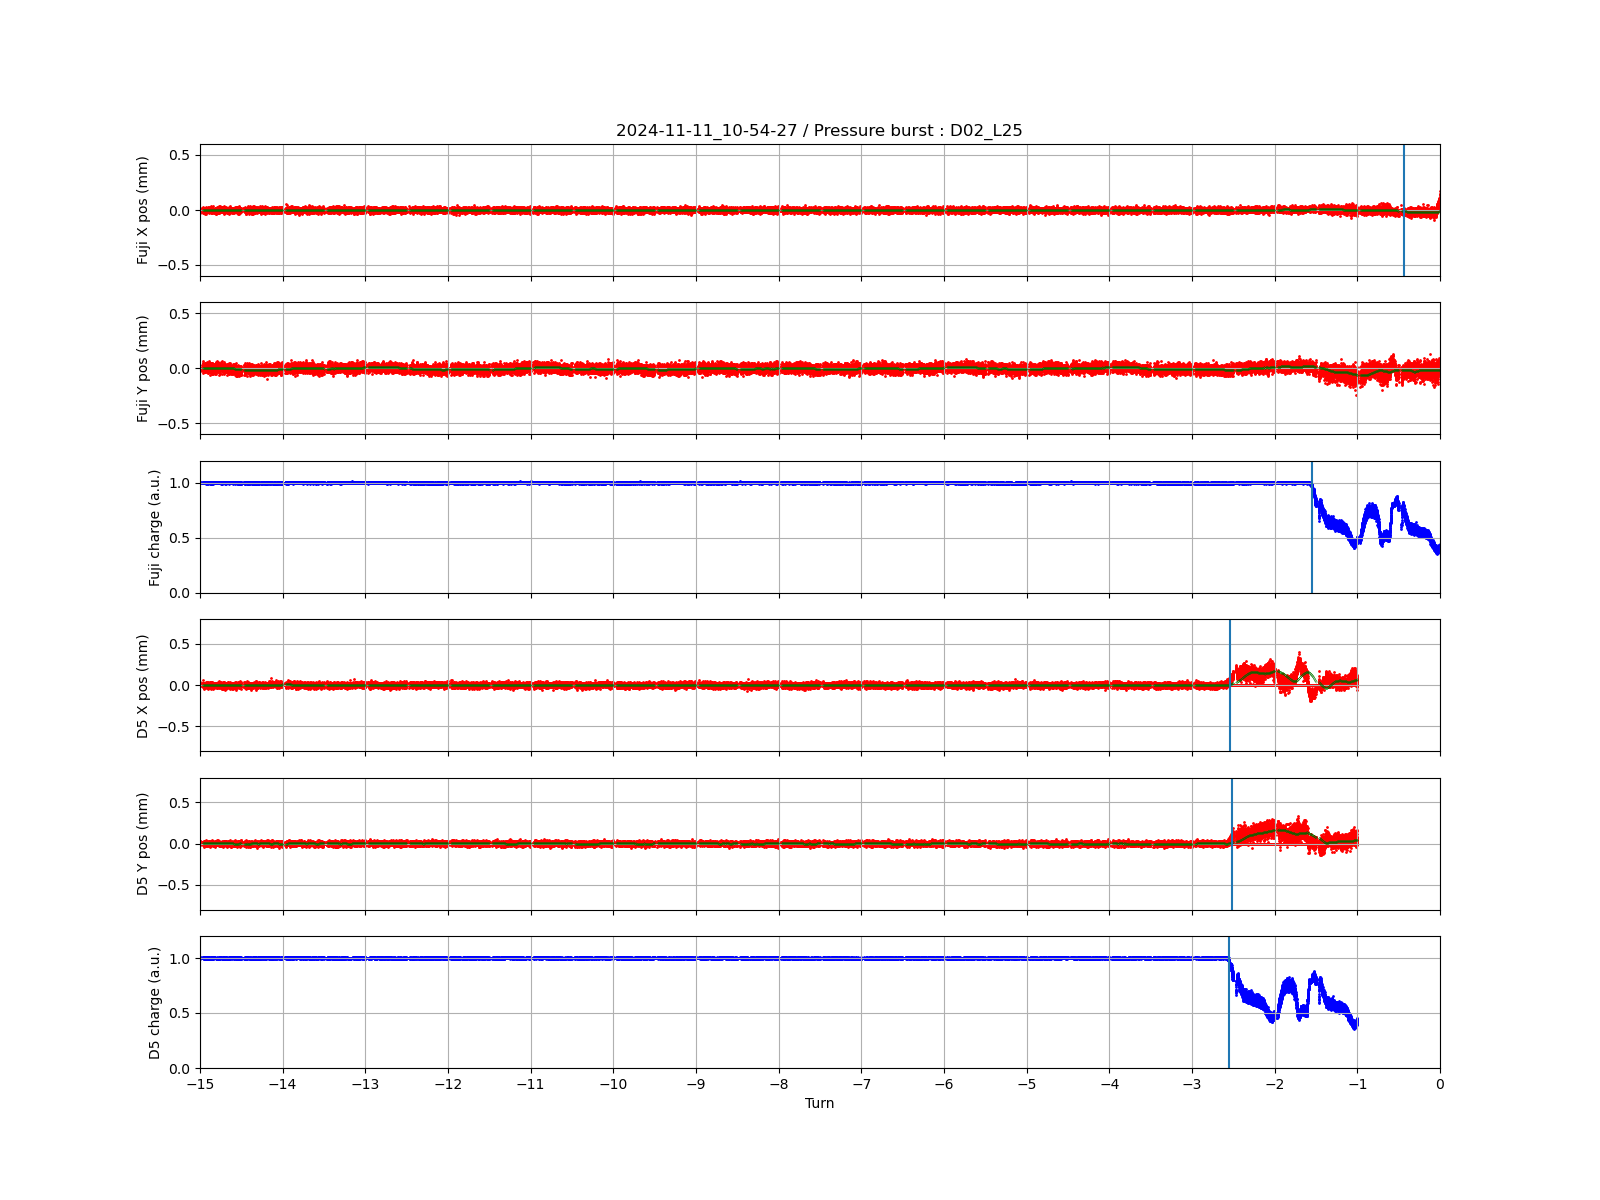 2024-11-11_10-54-27 / Pressure burst : D02_L25
Fuji X pos (mm)
0.5
0.0
−0.5
Fuji Y pos (mm)
0.5
0.0
−0.5
Fuji charge (a.u.)
1.0
0.5
0.0
D5 X pos (mm)
0.5
0.0
−0.5
D5 Y pos (mm)
0.5
0.0
−0.5
D5 charge (a.u.)
1.0
0.5
0.0
−15 −14 −13 −12 −11 −10 −9 −8 −7 −6 −5 −4 −3 −2 −1 0
Turn